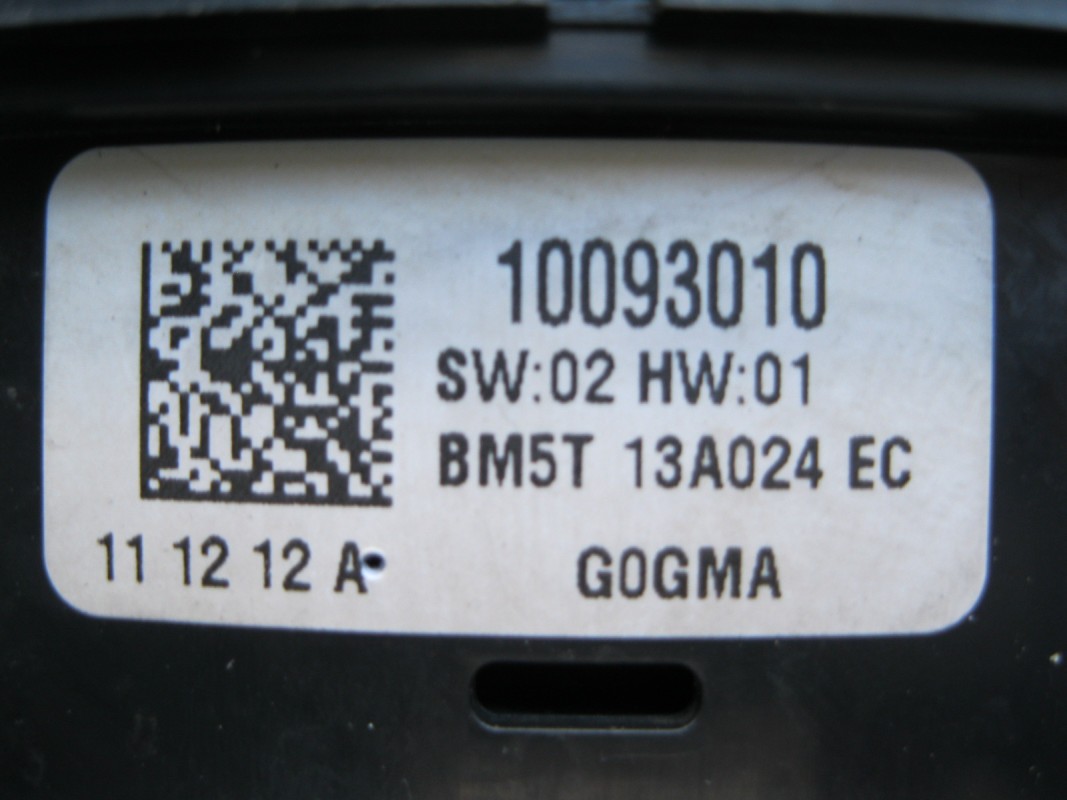 10093010
SW:02 HW:01
BM5T 13A024 EC
11 12 12 A G0GMA